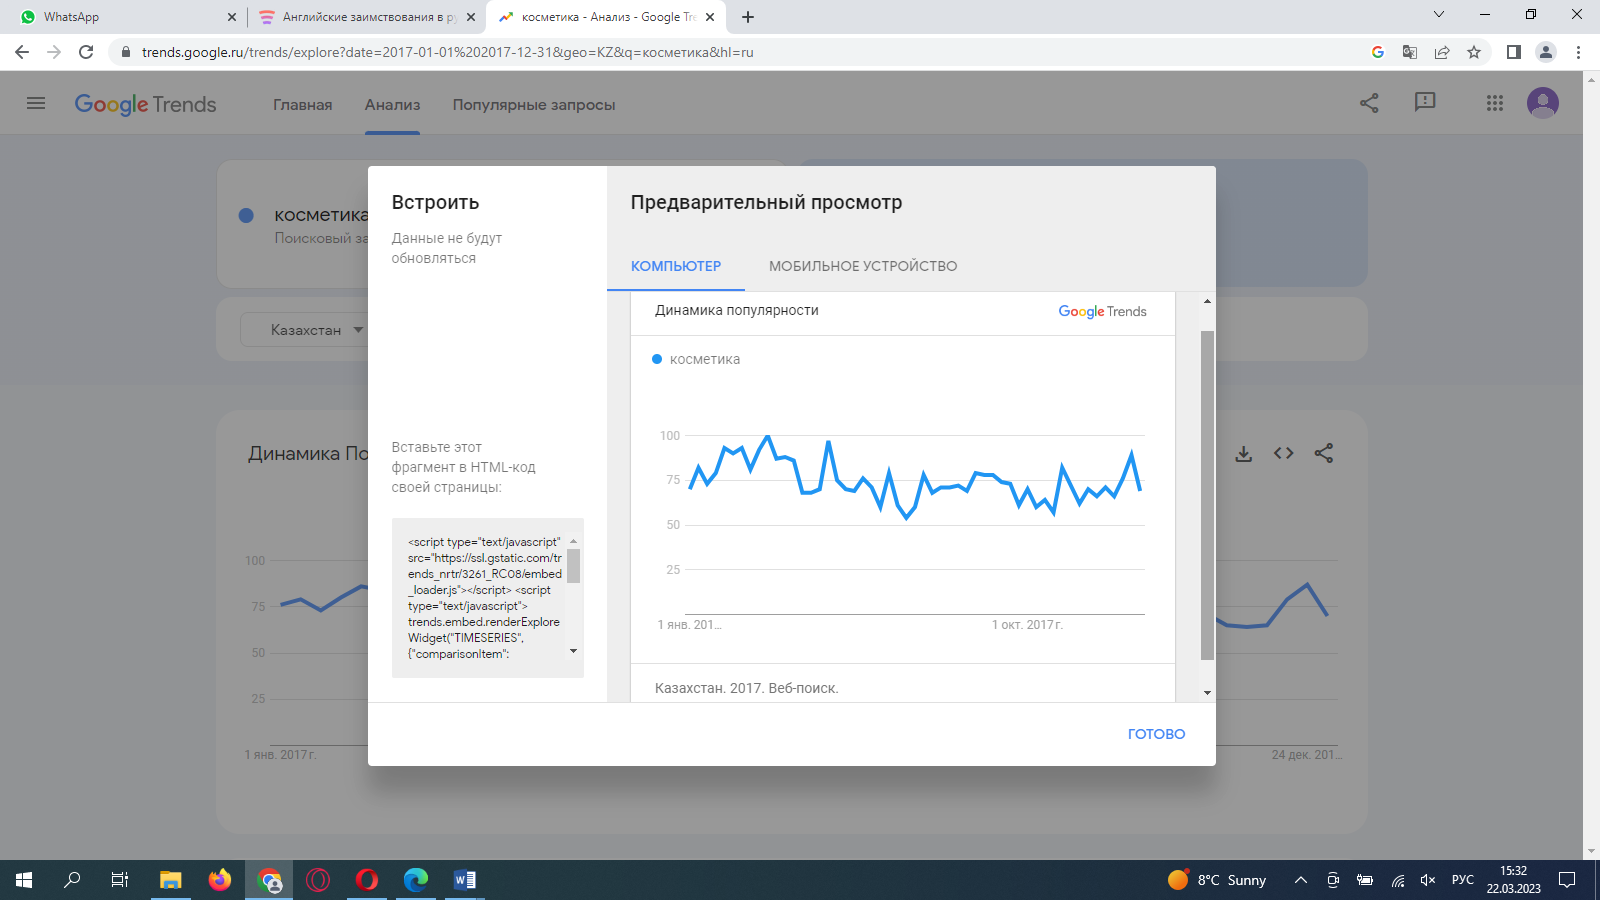 WhatsApp
Английские заимствования в ру
косметика - Анализ - Google Tre
trends.google.ru/trends/explore?date=2017-01-01%202017-12-31&geo=KZ&q=косметика&hl=ru
Google Trends
Главная
Анализ
Популярные запросы
косметика
Поисковый за
Казахстан
Динамика По
100
75
50
25
1 янв. 2017 г.
24 дек. 201...
Встроить
Данные не будут
обновляться
Вставьте этот
фрагмент в HTML-код
своей страницы:
<script type="text/javascript"
src="https://ssl.gstatic.com/tr
ends_nrtr/3261_RC08/embed
_loader.js"></script> <script
type="text/javascript">
trends.embed.renderExplore
Widget("TIMESERIES",
{"comparisonItem":
Предварительный просмотр
КОМПЬЮТЕР
МОБИЛЬНОЕ УСТРОЙСТВО
Динамика популярности
Google Trends
косметика
100
75
50
25
1 янв. 201...
1 окт. 2017 г.
Казахстан. 2017. Веб-поиск.
ГОТОВО
8°C Sunny
РУС
15:32
22.03.2023